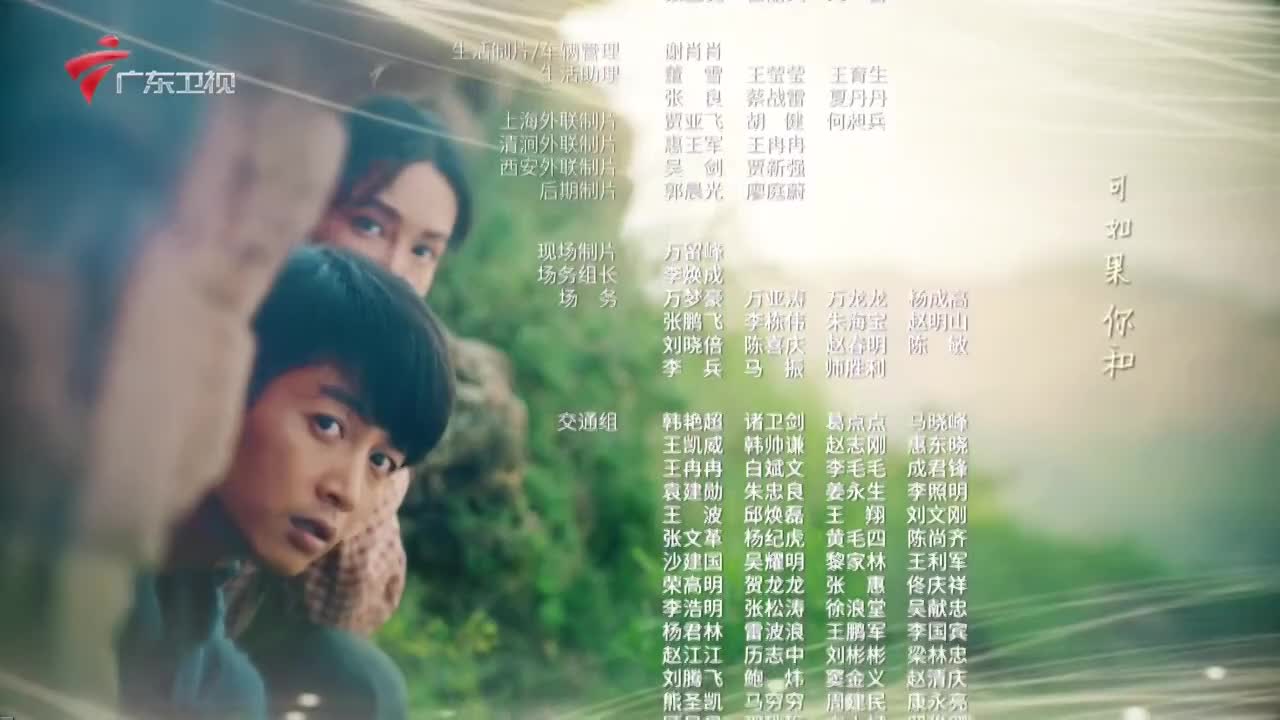 广东卫视
生活制片/车辆管理 谢肖肖
生活助理 董 雪 王莹莹 王育生
张 良 蔡战雷 夏丹丹
上海外联制片 贾亚飞 胡 健 何昶兵
清涧外联制片 惠王军 王冉冉
西安外联制片 吴 剑 贾新强
后期制片 郭晨光 廖庭蔚
现场制片 万留峰
场务组长 李焕成
场 务 万梦豪 万亚涛 万龙龙 杨成高
张鹏飞 李栋伟 朱海宝 赵明山
刘晓倍 陈喜庆 赵春明 陈 敏
李 兵 马 振 师胜利
交通组 韩艳超 诸卫剑 葛点点 马晓峰
王凯威 韩帅谦 赵志刚 惠东晓
王冉冉 白斌文 李毛毛 成君锋
袁建勋 朱忠良 姜永生 李照明
王 波 邱焕磊 王 翔 刘文刚
张文革 杨纪虎 黄毛四 陈尚齐
沙建国 吴耀明 黎家林 王利军
荣高明 贺龙龙 张 惠 佟庆祥
李浩明 张松涛 徐浪堂 吴献忠
杨君林 雷波浪 王鹏军 李国宾
赵江江 历志中 刘彬彬 梁林忠
刘腾飞 鲍 炜 窦金义 赵清庆
熊圣凯 马穷穷 周建民 康永亮
可如果 你和